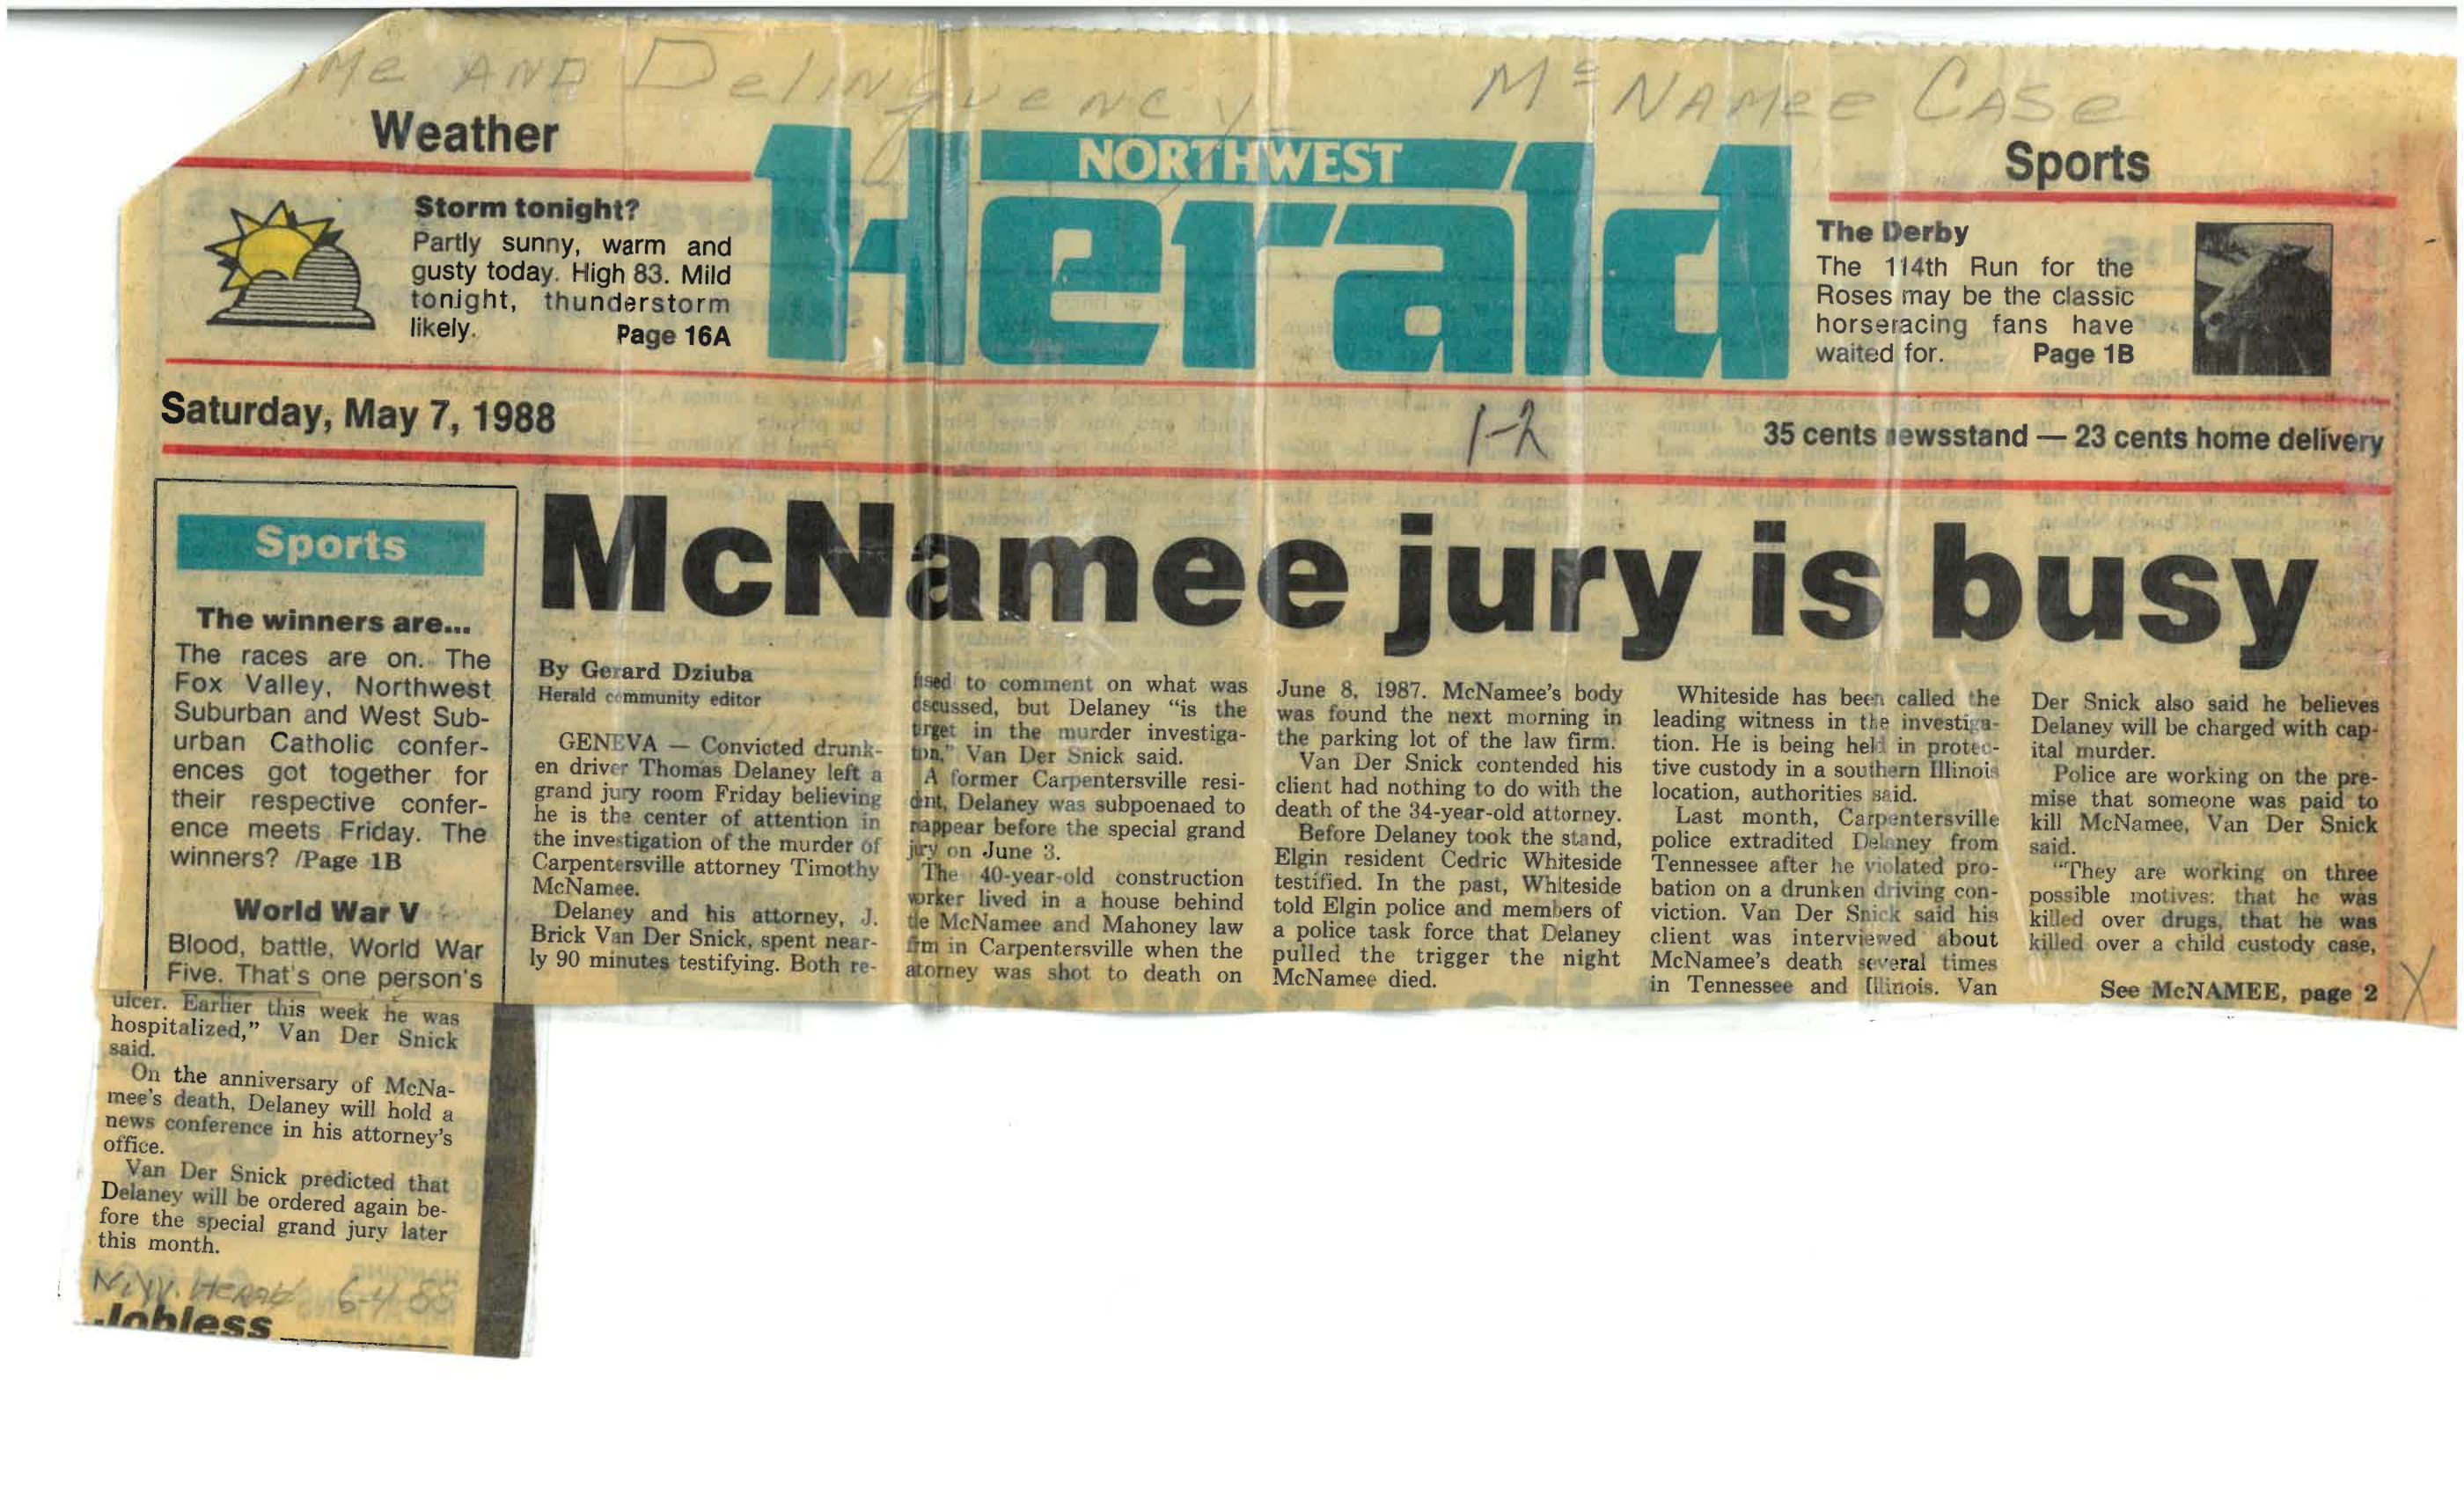 Me AND Delinquency McNamee Case
Weather
Storm tonight?
Partly sunny, warm and
gusty today. High 83. Mild
tonight, thunderstorm
likely. Page 16A
NORTHWEST
Herald
Sports
The Derby
The 114th Run for the
Roses may be the classic
horseracing fans have
waited for. Page 1B
Saturday, May 7, 1988
1-2
35 cents newsstand — 23 cents home delivery
Sports
The winners are...
The races are on. The
Fox Valley, Northwest
Suburban and West Sub-
urban Catholic confer-
ences got together for
their respective confer-
ence meets Friday. The
winners? /Page 1B
World War V
Blood, battle, World War
Five. That's one person's
McNamee jury is busy
By Gerard Dziuba
Herald community editor
GENEVA — Convicted drunk-
en driver Thomas Delaney left a
grand jury room Friday believing
he is the center of attention in
the investigation of the murder of
Carpentersville attorney Timothy
McNamee.
Delaney and his attorney, J.
Brick Van Der Snick, spent near-
ly 90 minutes testifying. Both re-
fused to comment on what was
discussed, but Delaney "is the
target in the murder investiga-
tion," Van Der Snick said.
A former Carpentersville resi-
dent, Delaney was subpoenaed to
reappear before the special grand
jury on June 3.
The 40-year-old construction
worker lived in a house behind
the McNamee and Mahoney law
firm in Carpentersville when the
attorney was shot to death on
June 8, 1987. McNamee's body
was found the next morning in
the parking lot of the law firm.
Van Der Snick contended his
client had nothing to do with the
death of the 34-year-old attorney.
Before Delaney took the stand,
Elgin resident Cedric Whiteside
testified. In the past, Whiteside
told Elgin police and members of
a police task force that Delaney
pulled the trigger the night
McNamee died.
Whiteside has been called the
leading witness in the investiga-
tion. He is being held in protec-
tive custody in a southern Illinois
location, authorities said.
Last month, Carpentersville
police extradited Delaney from
Tennessee after he violated pro-
bation on a drunken driving con-
viction. Van Der Snick said his
client was interviewed about
McNamee's death several times
in Tennessee and Illinois. Van
Der Snick also said he believes
Delaney will be charged with cap-
ital murder.
Police are working on the pre-
mise that someone was paid to
kill McNamee, Van Der Snick
said.
"They are working on three
possible motives: that he was
killed over drugs, that he was
killed over a child custody case,
See McNAMEE, page 2
X
ulcer. Earlier this week he was
hospitalized," Van Der Snick
said.
On the anniversary of McNa-
mee's death, Delaney will hold a
news conference in his attorney's
office.
Van Der Snick predicted that
Delaney will be ordered again be-
fore the special grand jury later
this month.
N.W. Herald 6-4 88
Jobless